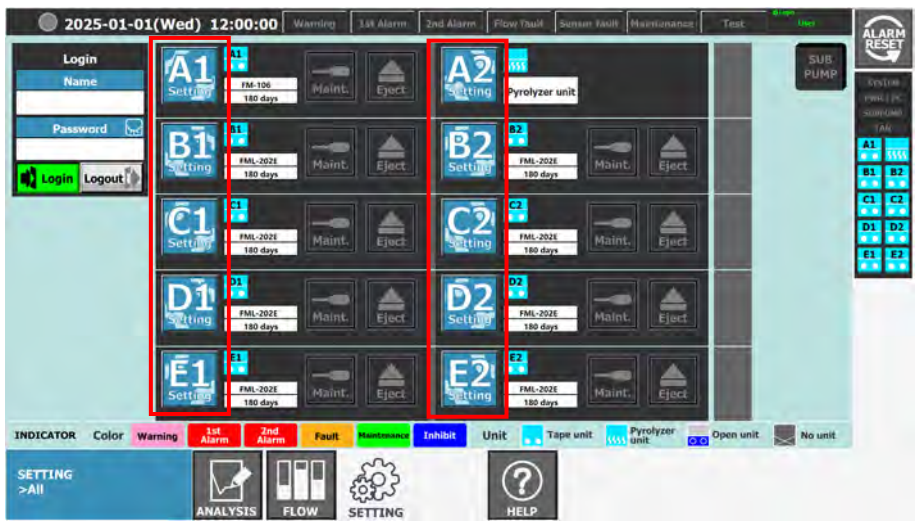 2025-01-01(Wed) 12:00:00 Warning 1st Alarm 2nd Alarm Flow Fault Sensor Fault Maintenance Test Login User
ALARM RESET
Login
Name
Password
Login Logout
A1 Setting A1 FM-106 180 days Maint. Eject A2 Setting Pyrolyzer unit
SUB PUMP
B1 Setting B1 FML-202E 180 days Maint. Eject B2 Setting B2 FML-202E 180 days Maint. Eject
C1 Setting C1 FML-202E 180 days Maint. Eject C2 Setting C2 FML-202E 180 days Maint. Eject
D1 Setting D1 FML-202E 180 days Maint. Eject D2 Setting D2 FML-202E 180 days Maint. Eject
E1 Setting E1 FML-202E 180 days Maint. Eject E2 Setting E2 FML-202E 180 days Maint. Eject
SYSTEM
A1
B1 B2
C1 C2
D1 D2
E1 E2
INDICATOR Color Warning 1st Alarm 2nd Alarm Fault Maintenance Inhibit Unit Tape unit Pyrolyzer unit Open unit No unit
SETTING
>All
ANALYSIS FLOW SETTING HELP